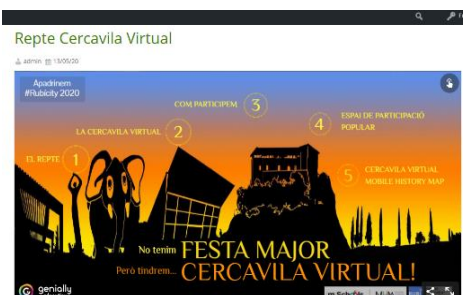 Repte Cercavila Virtual
admin 13/05/20
Apadrinem
#Rubicity 2020
COM PARTICIPEM 3
4 ESPAI DE PARTICIPACIÓ
POPULAR
LA CERCAVILA VIRTUAL 2
EL REPTE 1
5 CERCAVILA VIRTUAL
MOBILE HISTORY MAP
No tenim FESTA MAJOR
Però tindrem... CERCAVILA VIRTUAL!
genially